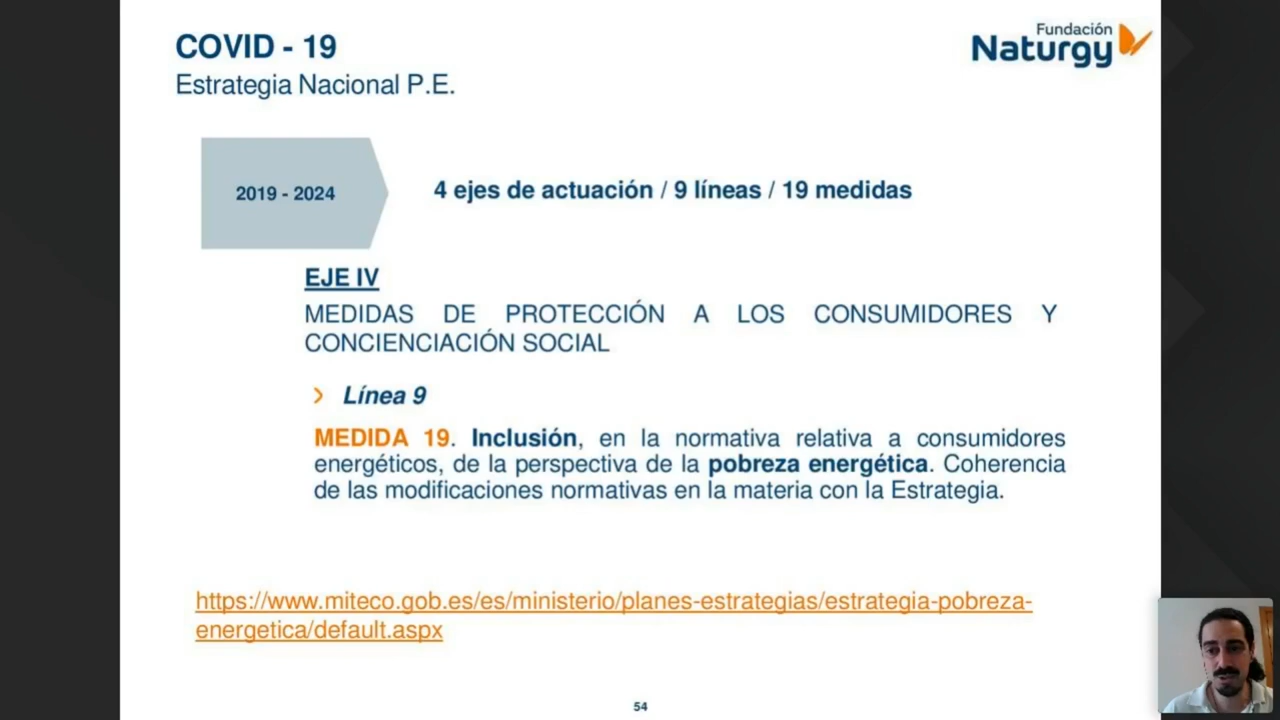 COVID - 19
Estrategia Nacional P.E.
Fundación
Naturgy
2019 - 2024
4 ejes de actuación / 9 líneas / 19 medidas
EJE IV
MEDIDAS DE PROTECCIÓN A LOS CONSUMIDORES Y
CONCIENCIACIÓN SOCIAL
Línea 9
MEDIDA 19. Inclusión, en la normativa relativa a consumidores
energéticos, de la perspectiva de la pobreza energética. Coherencia
de las modificaciones normativas en la materia con la Estrategia.
https://www.miteco.gob.es/es/ministerio/planes-estrategias/estrategia-pobreza-
energetica/default.aspx
54